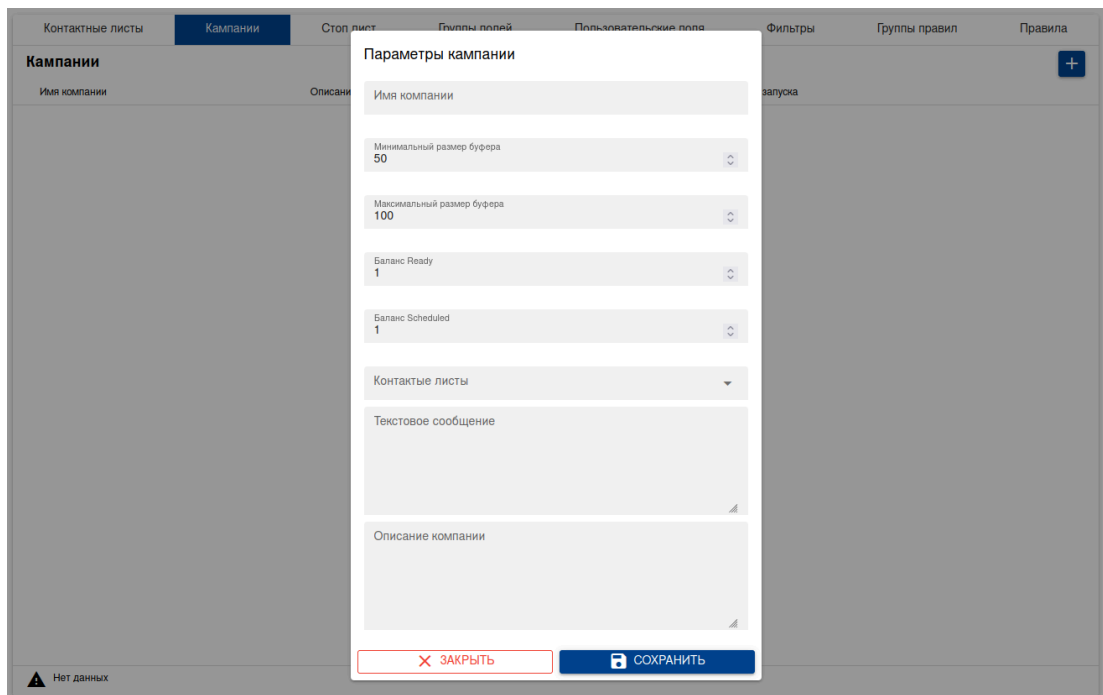 Контактные листы Кампании Стоп лист Группы полей Пользовательские поля Фильтры Группы правил Правила
Кампании
Имя компании Описани запуска
Параметры кампании
Имя компании
Минимальный размер буфера
50
Максимальный размер буфера
100
Баланс Ready
1
Баланс Scheduled
1
Контактые листы
Текстовое сообщение
Описание компании
ЗАКРЫТЬ СОХРАНИТЬ
Нет данных